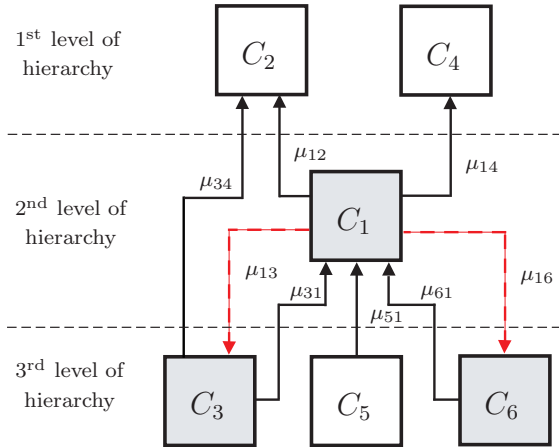 1st level of
hierarchy
C2
C4
μ12
μ34
μ14
2nd level of
hierarchy
C1
μ13
μ31
μ61
μ16
μ51
3rd level of
hierarchy
C3
C5
C6